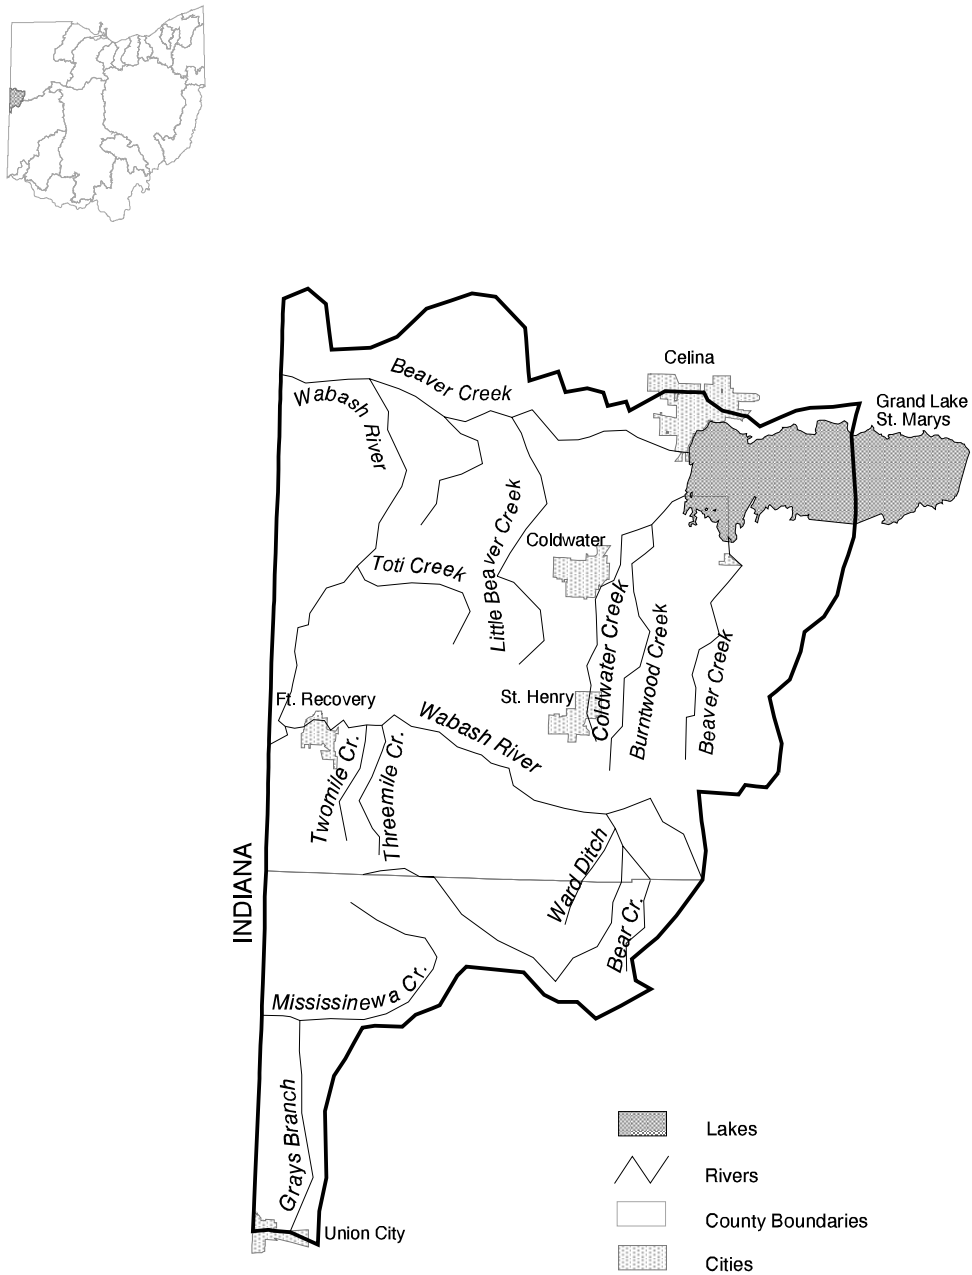 Celina
Grand Lake
St. Marys
Beaver Creek
Wabash River
Little Beaver Creek
Coldwater
Toti Creek
Coldwater Creek
Burntwood Creek
Beaver Creek
Ft. Recovery
St. Henry
Wabash River
Twomile Cr.
Threemile Cr.
Ward Ditch
INDIANA
Bear Cr.
Mississinewa Cr.
Grays Branch
Union City
Lakes
Rivers
County Boundaries
Cities